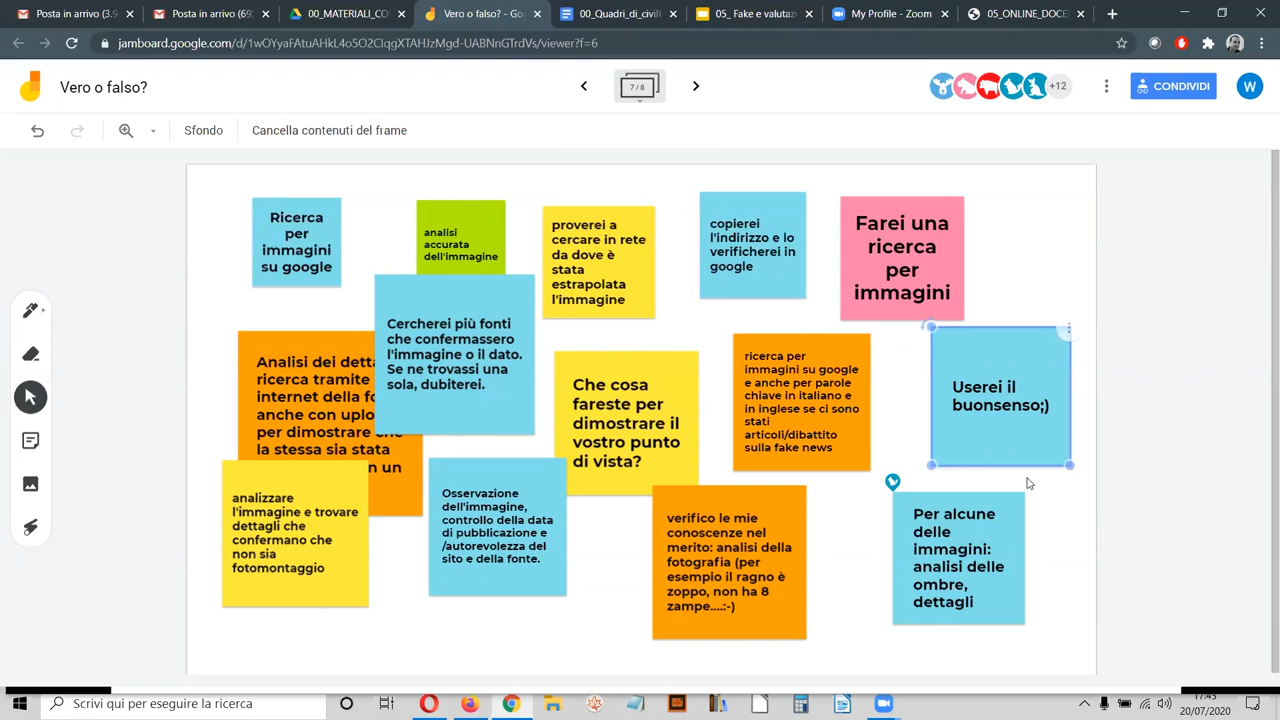 Posta in arrivo (3.9
Posta in arrivo (69
00_MATERIALI_CO
Vero o falso? - Go
00_Quadri_di_civilt
05_ Fake e valutaz
My Profile - Zoom
05_ONLINE_DOCE
jamboard.google.com/d/1wOYyaFAtuAHkL4o5O2CIqgXTAHJzMgd-UABNnGTrdVs/viewer?f=6
Vero o falso?
7/8
+12
CONDIVIDI
W
Sfondo
Cancella contenuti del frame
Ricerca
per
immagini
su google
analisi
accurata
dell'immagine
proverei a
cercare in rete
da dove è
stata
estrapolata
l'immagine
copierei
l'indirizzo e lo
verificherei in
google
Farei una
ricerca
per
immagini
Analisi dei detta
ricerca tramite
internet della fo
anche con uplo
per dimostrare che
la stessa sia stata
n un
Cercherei più fonti
che confermassero
l'immagine o il dato.
Se ne trovassi una
sola, dubiterei.
Che cosa
fareste per
dimostrare il
vostro punto
di vista?
ricerca per
immagini su google
e anche per parole
chiave in italiano e
in inglese se ci sono
stati
articoli/dibattito
sulla fake news
Userei il
buonsenso;)
analizzare
l'immagine e trovare
dettagli che
confermano che
non sia
fotomontaggio
Osservazione
dell'immagine,
controllo della data
di pubblicazione e
/autorevolezza del
sito e della fonte.
verifico le mie
conoscenze nel
merito: analisi della
fotografia (per
esempio il ragno è
zoppo, non ha 8
zampe....:-)
Per alcune
delle
immagini:
analisi delle
ombre,
dettagli
Scrivi qui per eseguire la ricerca
17:43
20/07/2020